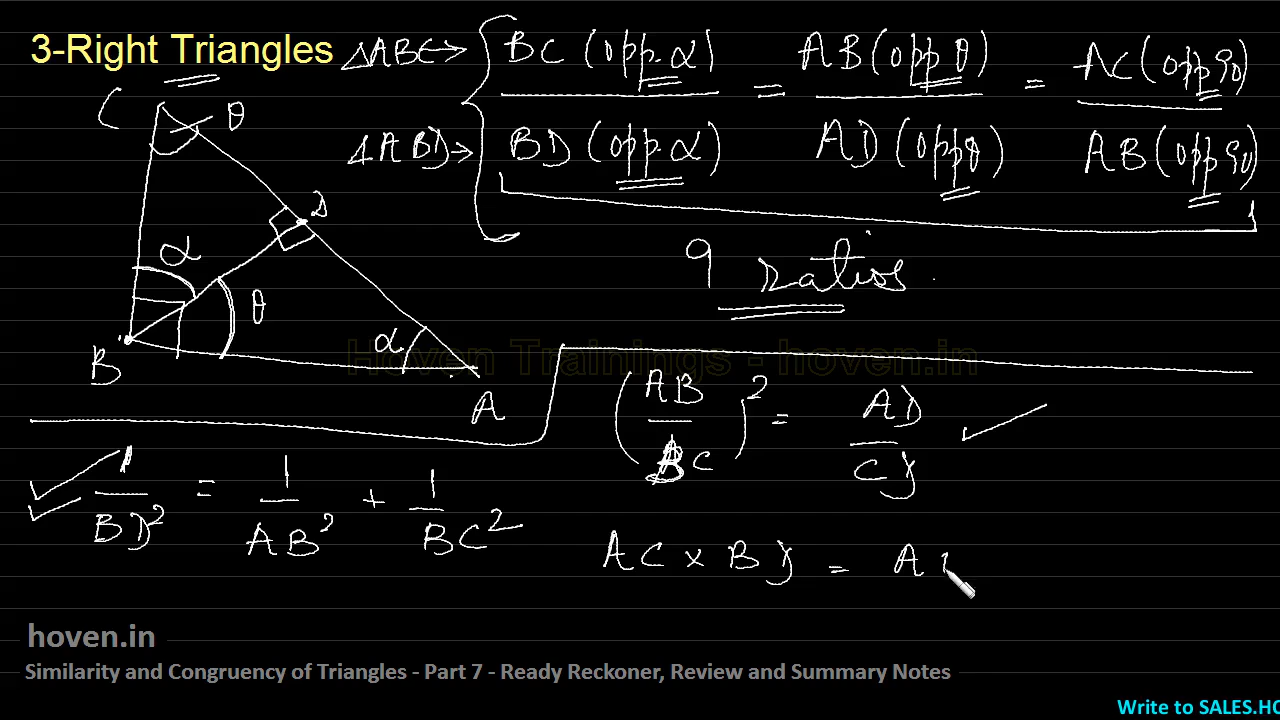 3-Right Triangles
△ABC→ BC (opp. α) = AB (opp θ) = AC (opp 90)
△ABD→ BD (opp. α) AD (opp θ) AB (opp 90)
9 ratios.
C θ
D
α
θ
α
B
A
Hoven Trainings - hoven.in
(AB/BC)² = AD/CD ✓
✓ 1/BD² = 1/AB² + 1/BC²
AC × BD = A
hoven.in
Similarity and Congruency of Triangles - Part 7 - Ready Reckoner, Review and Summary Notes
Write to SALES.HO